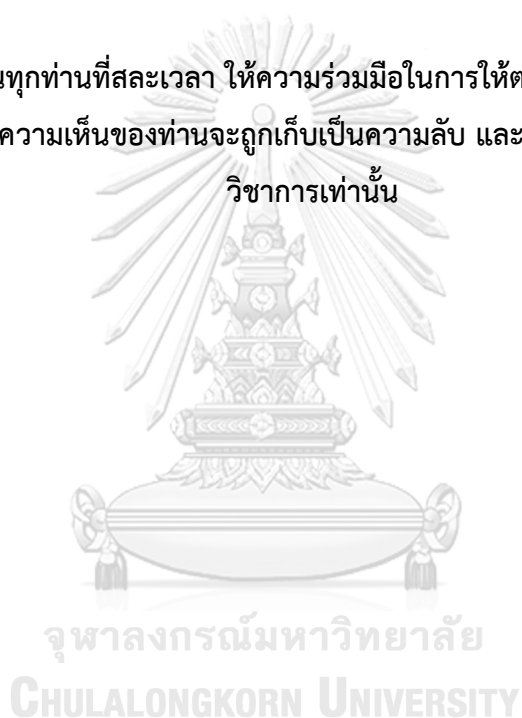 นทุกท่านที่สละเวลา ให้ความร่วมมือในการให้ต
ความเห็นของท่านจะถูกเก็บเป็นความลับ และ
วิชาการเท่านั้น
จุฬาลงกรณ์มหาวิทยาลัย
CHULALONGKORN UNIVERSITY